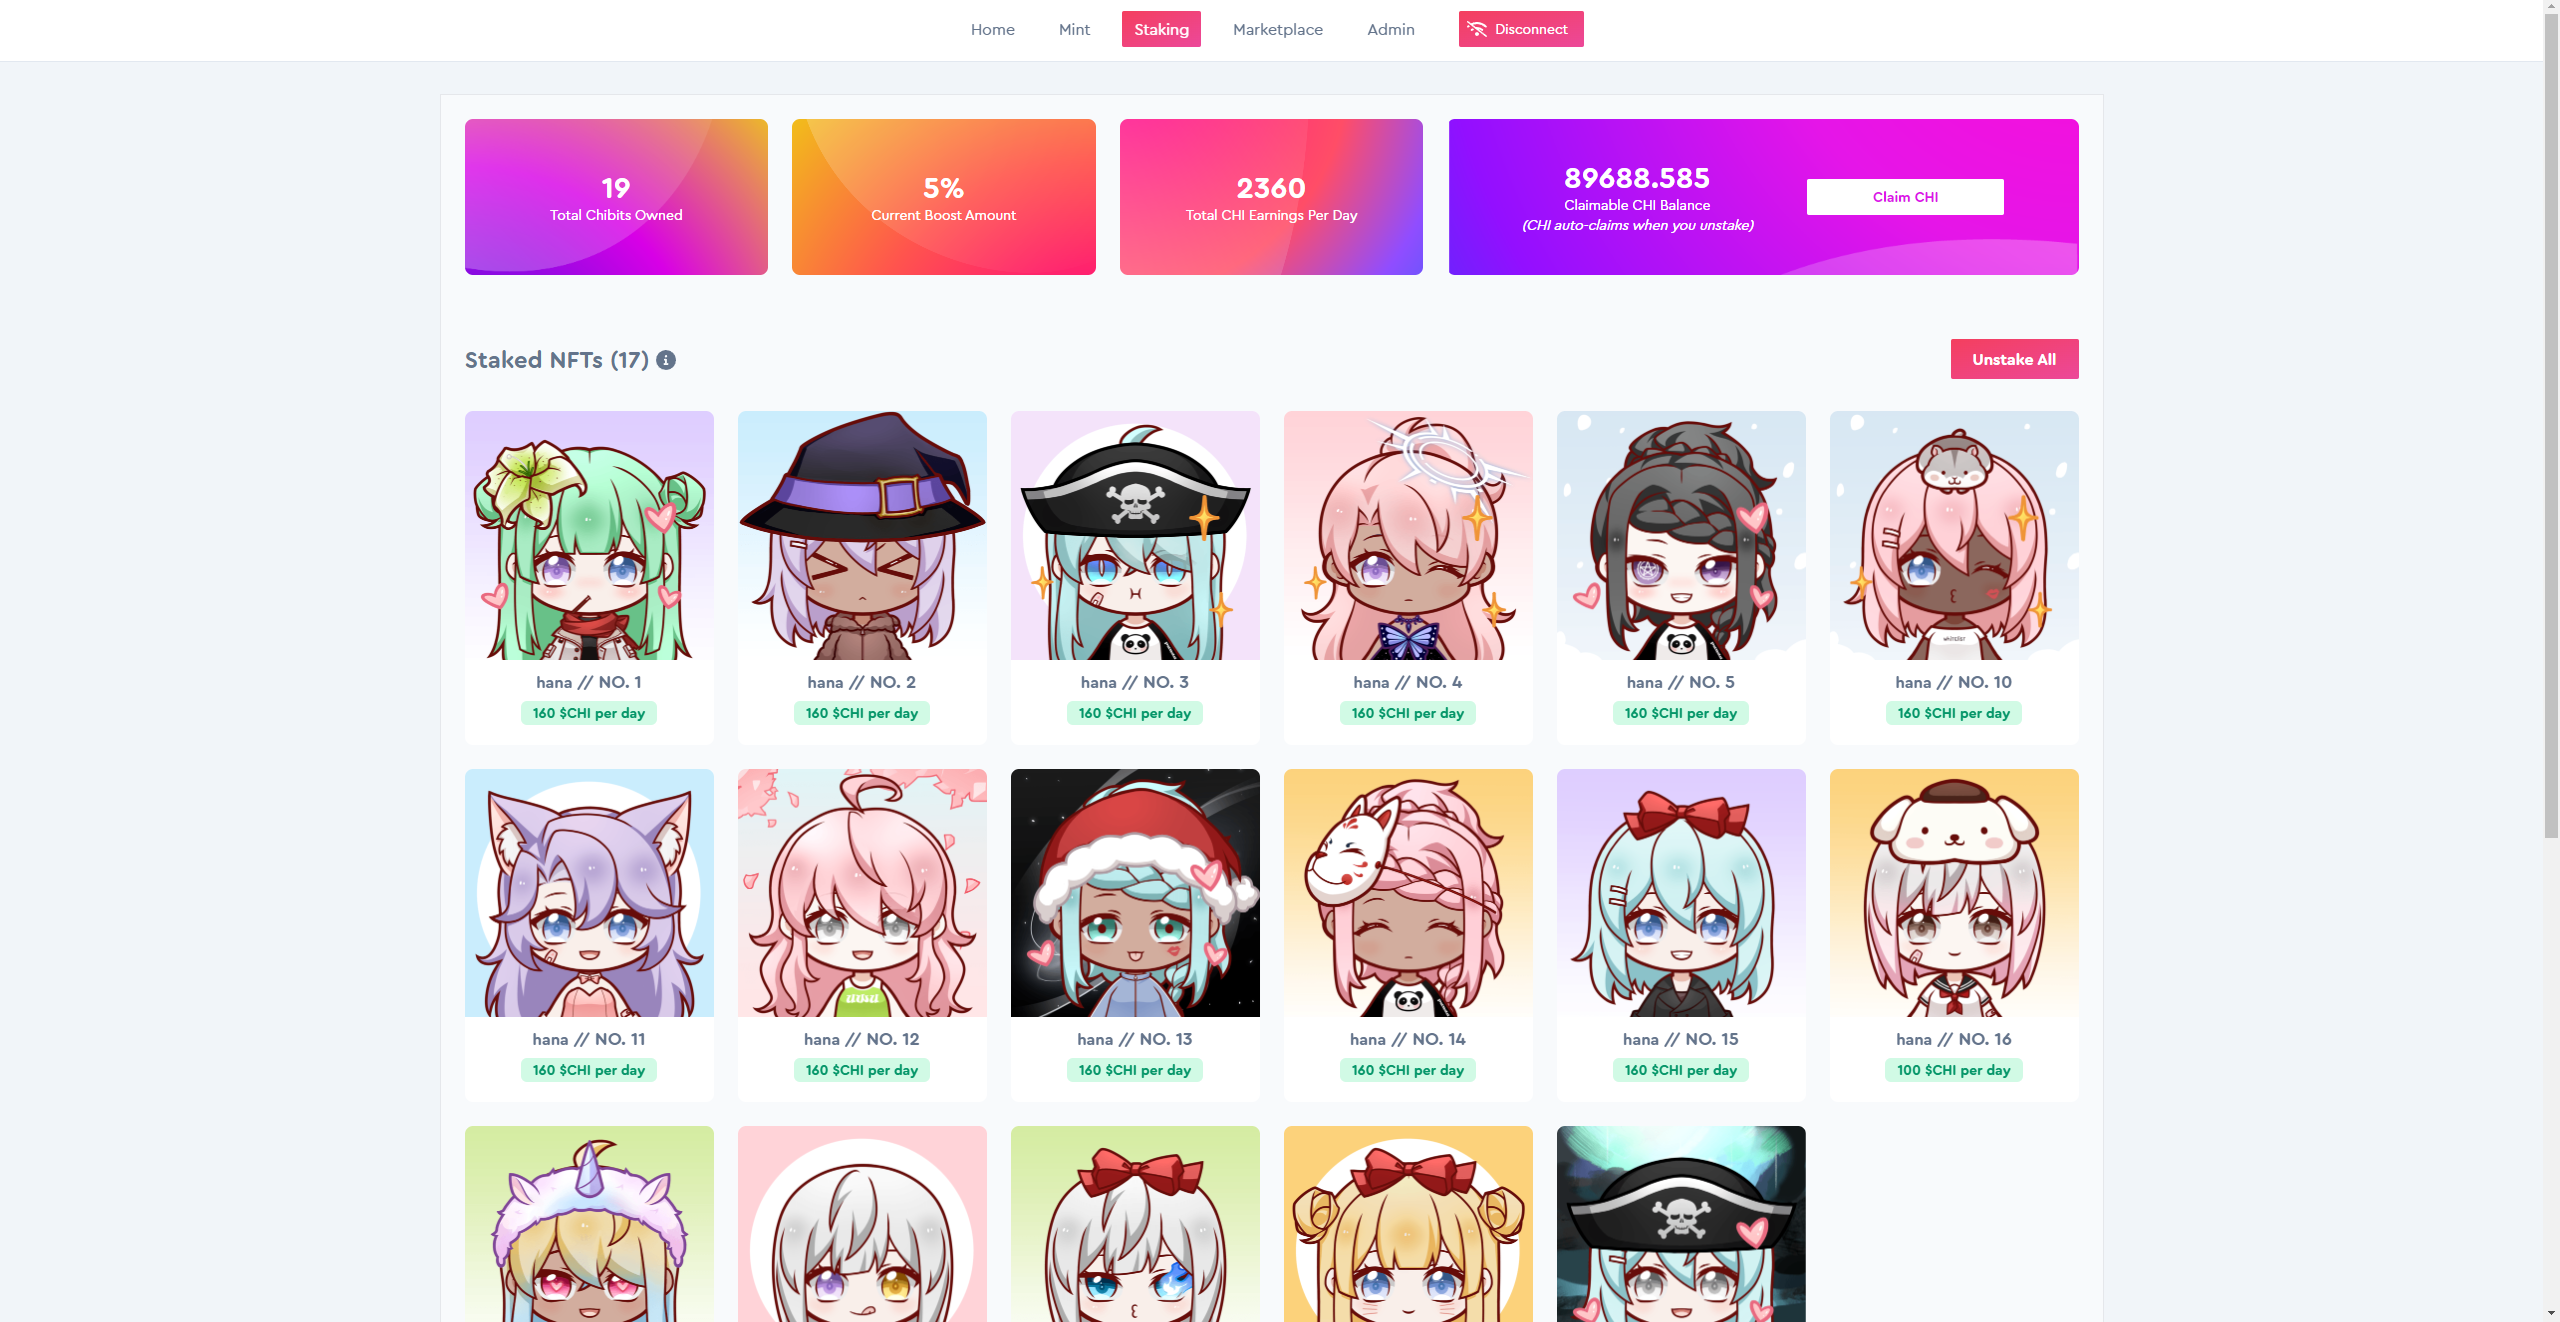 Home Mint Staking Marketplace Admin Disconnect
19
Total Chibits Owned
5%
Current Boost Amount
2360
Total CHI Earnings Per Day
89688.585
Claimable CHI Balance
(CHI auto-claims when you unstake)
Claim CHI
Staked NFTs (17)
Unstake All
hana // NO. 1
160 $CHI per day
hana // NO. 2
160 $CHI per day
hana // NO. 3
160 $CHI per day
hana // NO. 4
160 $CHI per day
hana // NO. 5
160 $CHI per day
hana // NO. 10
160 $CHI per day
hana // NO. 11
160 $CHI per day
hana // NO. 12
160 $CHI per day
hana // NO. 13
160 $CHI per day
hana // NO. 14
160 $CHI per day
hana // NO. 15
160 $CHI per day
hana // NO. 16
100 $CHI per day